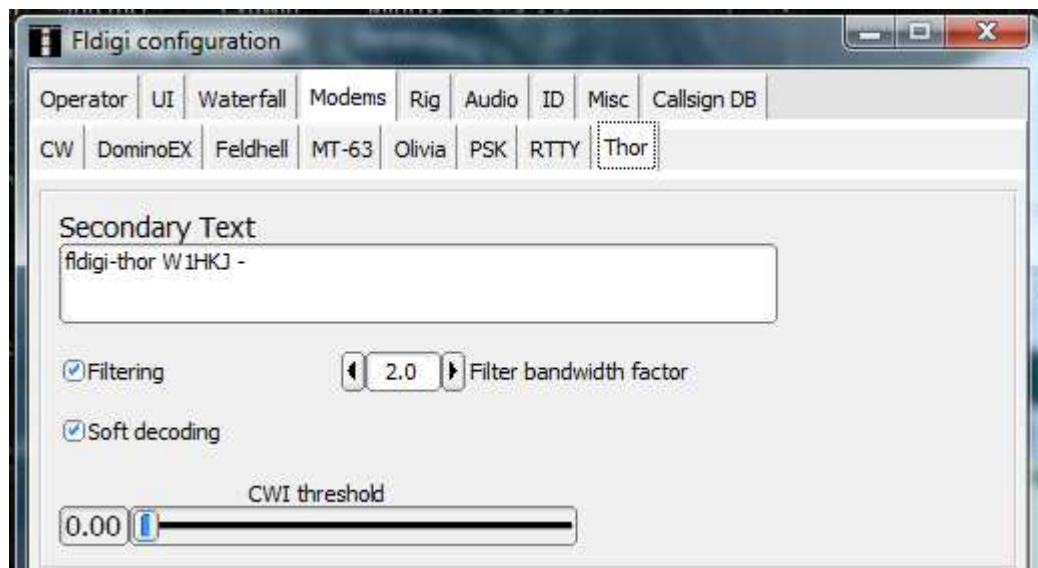 Fldigi configuration
Operator UI Waterfall Modems Rig Audio ID Misc Callsign DB
CW DominoEX Feldhell MT-63 Olivia PSK RTTY Thor
Secondary Text
fldigi-thor W1HKJ -
Filtering 2.0 Filter bandwidth factor
Soft decoding
CWI threshold
0.00